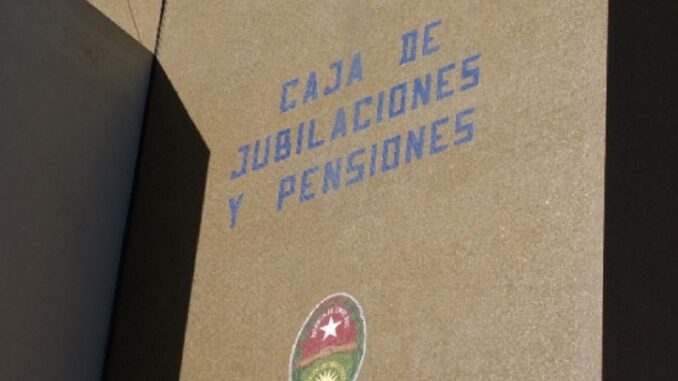 CAJA DE
JUBILACIONES
Y PENSIONES